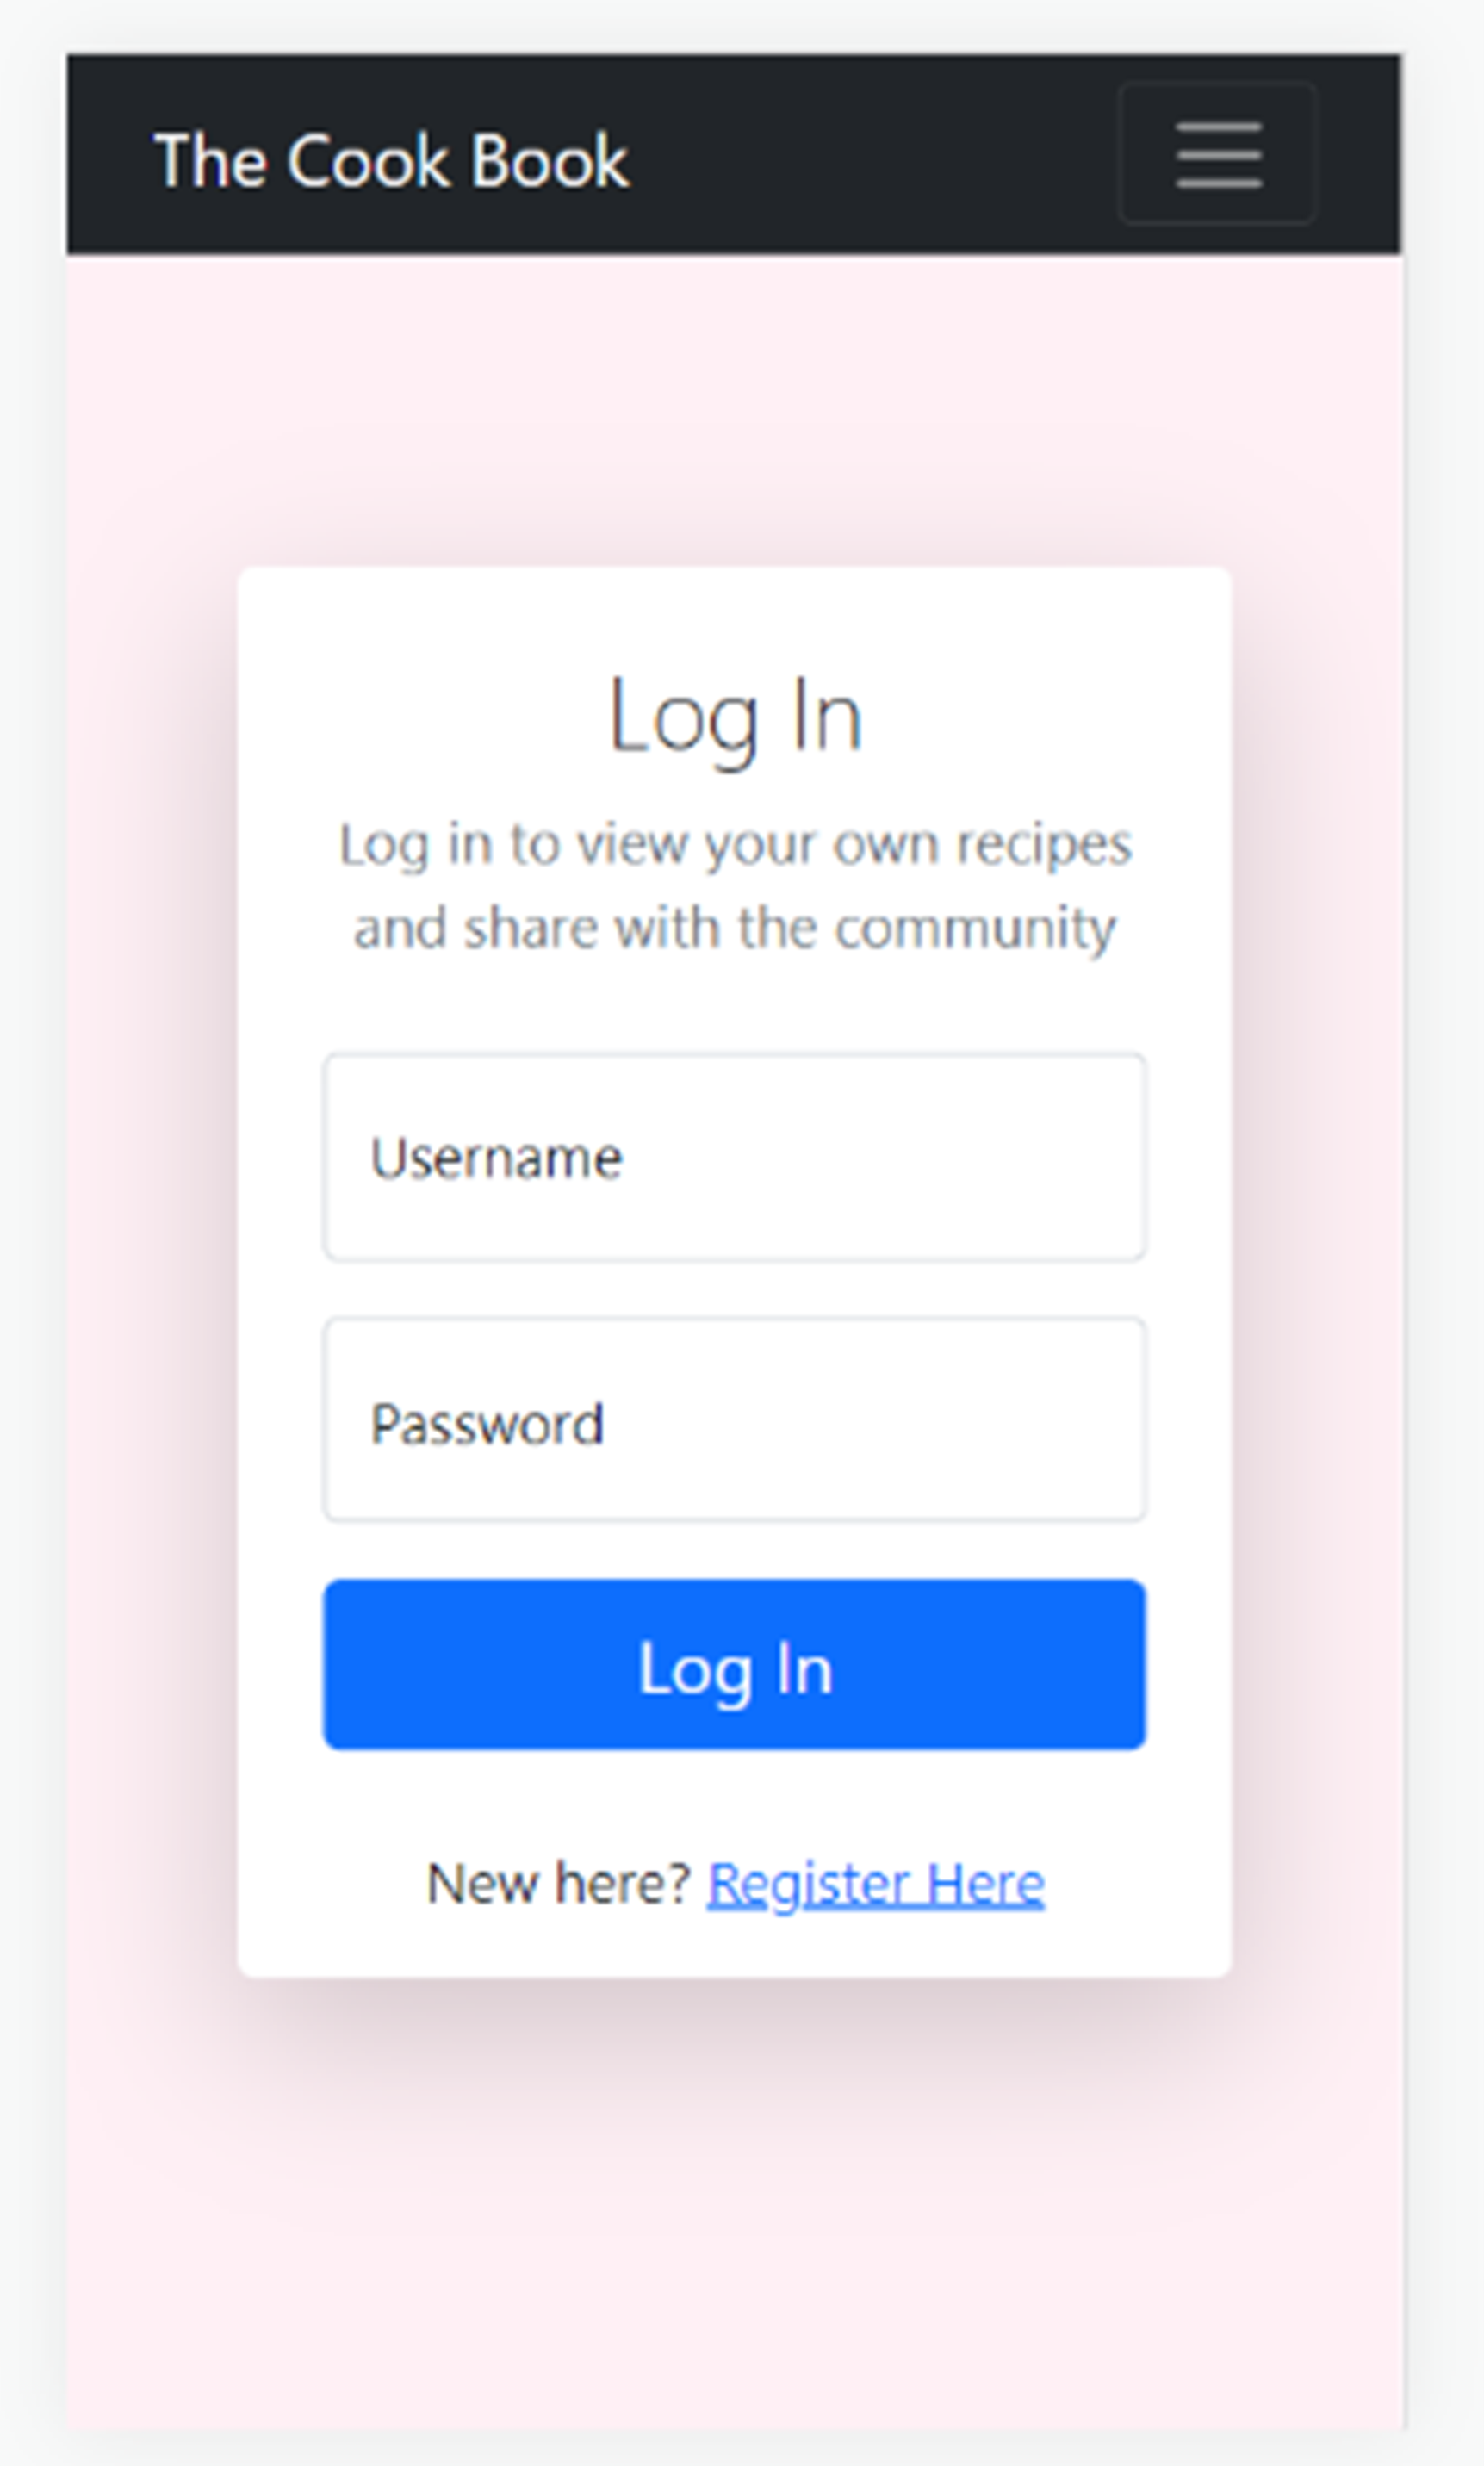 The Cook Book
Log In
Log in to view your own recipes
and share with the community
Username
Password
Log In
New here? Register Here